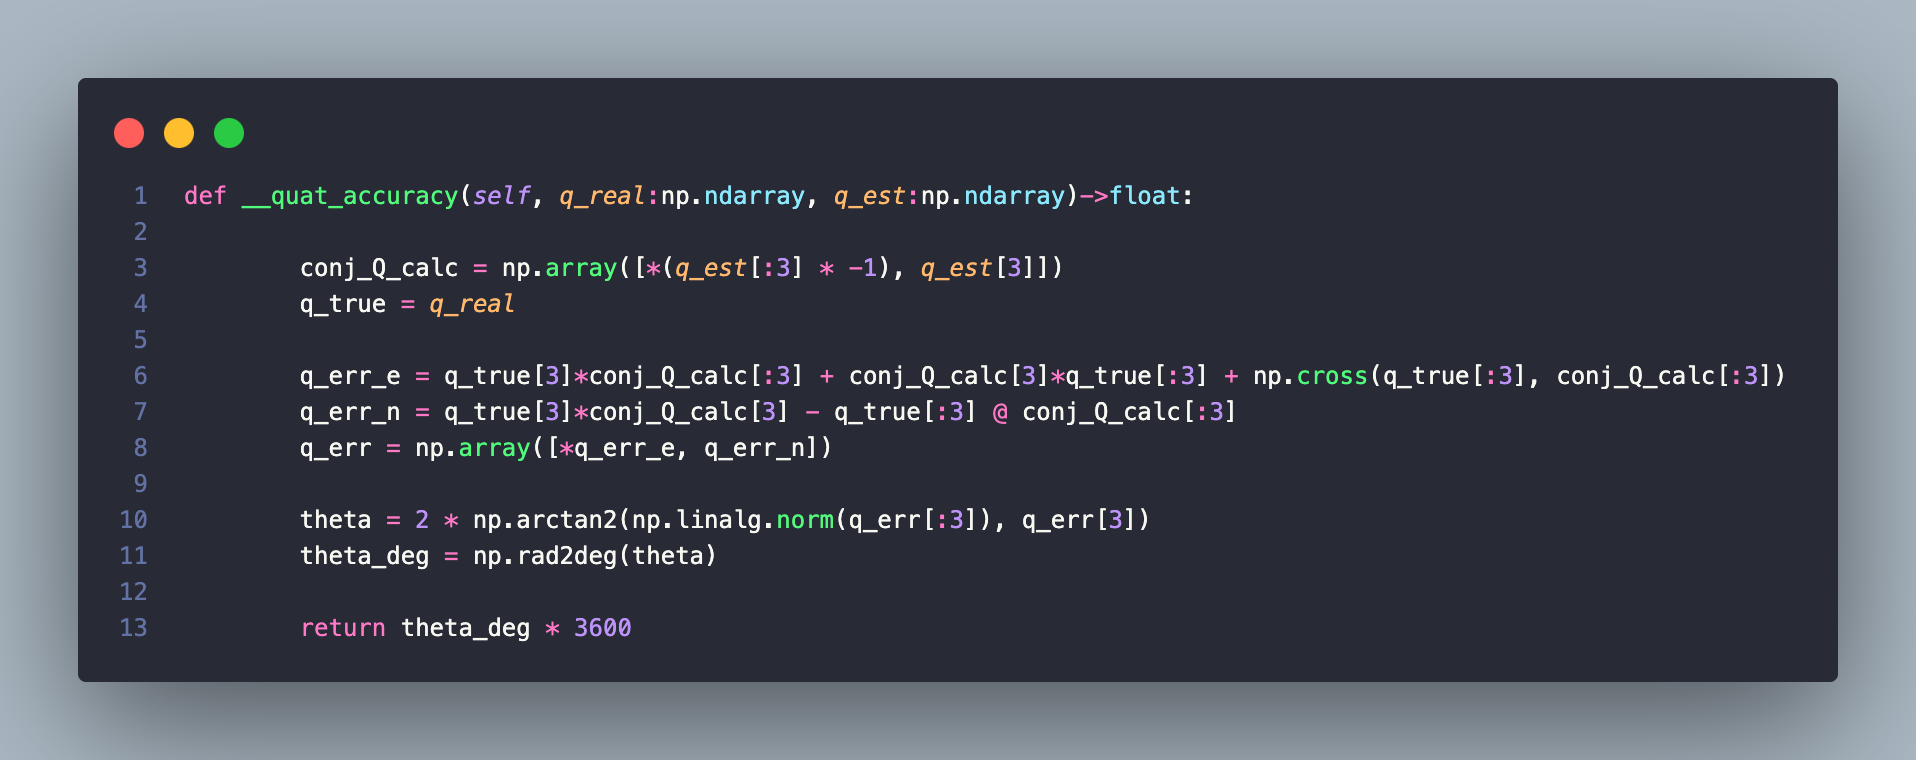 1 def __quat_accuracy(self, q_real:np.ndarray, q_est:np.ndarray)->float:
2
3 conj_Q_calc = np.array([*(q_est[:3] * -1), q_est[3]])
4 q_true = q_real
5
6 q_err_e = q_true[3]*conj_Q_calc[:3] + conj_Q_calc[3]*q_true[:3] + np.cross(q_true[:3], conj_Q_calc[:3])
7 q_err_n = q_true[3]*conj_Q_calc[3] - q_true[:3] @ conj_Q_calc[:3]
8 q_err = np.array([*q_err_e, q_err_n])
9
10 theta = 2 * np.arctan2(np.linalg.norm(q_err[:3]), q_err[3])
11 theta_deg = np.rad2deg(theta)
12
13 return theta_deg * 3600